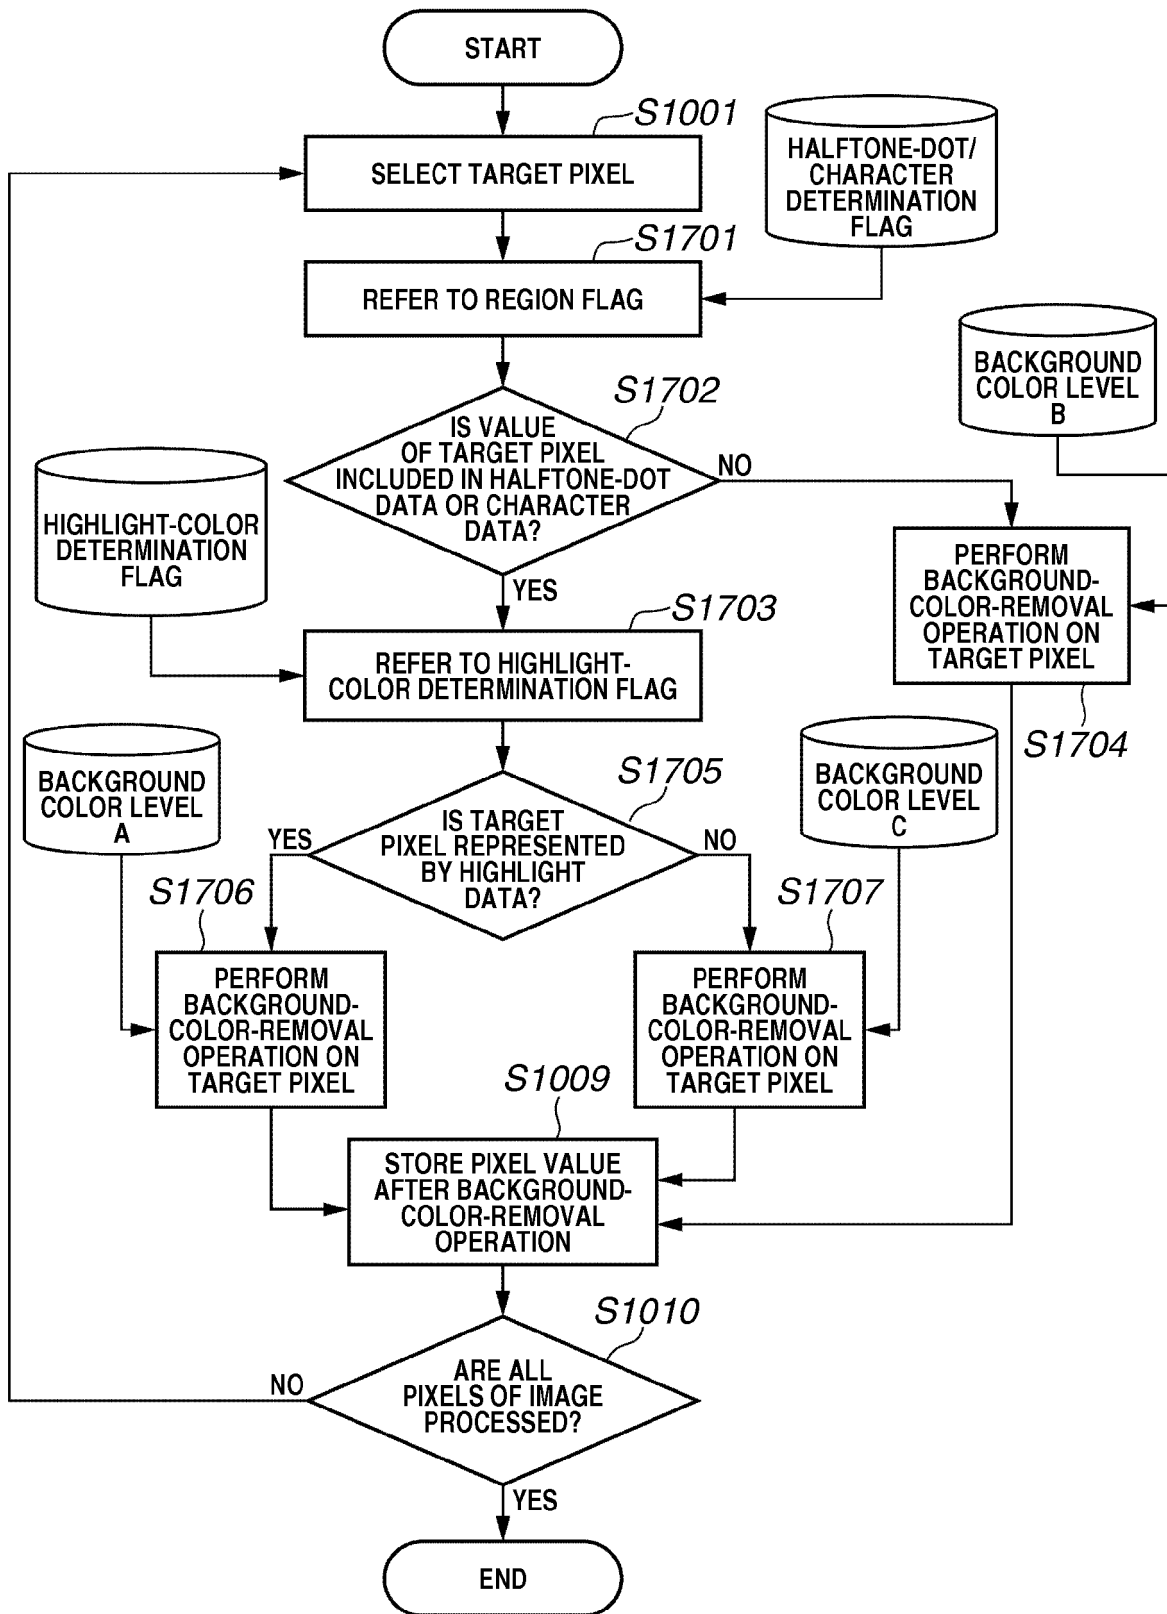 START
S1001
SELECT TARGET PIXEL
HALFTONE-DOT/
CHARACTER
DETERMINATION
FLAG
S1701
REFER TO REGION FLAG
BACKGROUND
COLOR LEVEL
B
S1702
IS VALUE
OF TARGET PIXEL
INCLUDED IN HALFTONE-DOT
DATA OR CHARACTER
DATA?
NO
YES
HIGHLIGHT-COLOR
DETERMINATION
FLAG
PERFORM
BACKGROUND-
COLOR-REMOVAL
OPERATION ON
TARGET PIXEL
S1704
S1703
REFER TO HIGHLIGHT-
COLOR DETERMINATION FLAG
BACKGROUND
COLOR LEVEL
A
S1705
IS TARGET
PIXEL REPRESENTED
BY HIGHLIGHT
DATA?
YES
NO
BACKGROUND
COLOR LEVEL
C
S1706
PERFORM
BACKGROUND-
COLOR-REMOVAL
OPERATION ON
TARGET PIXEL
S1707
PERFORM
BACKGROUND-
COLOR-REMOVAL
OPERATION ON
TARGET PIXEL
S1009
STORE PIXEL VALUE
AFTER BACKGROUND-
COLOR-REMOVAL
OPERATION
S1010
ARE ALL
PIXELS OF IMAGE
PROCESSED?
NO
YES
END